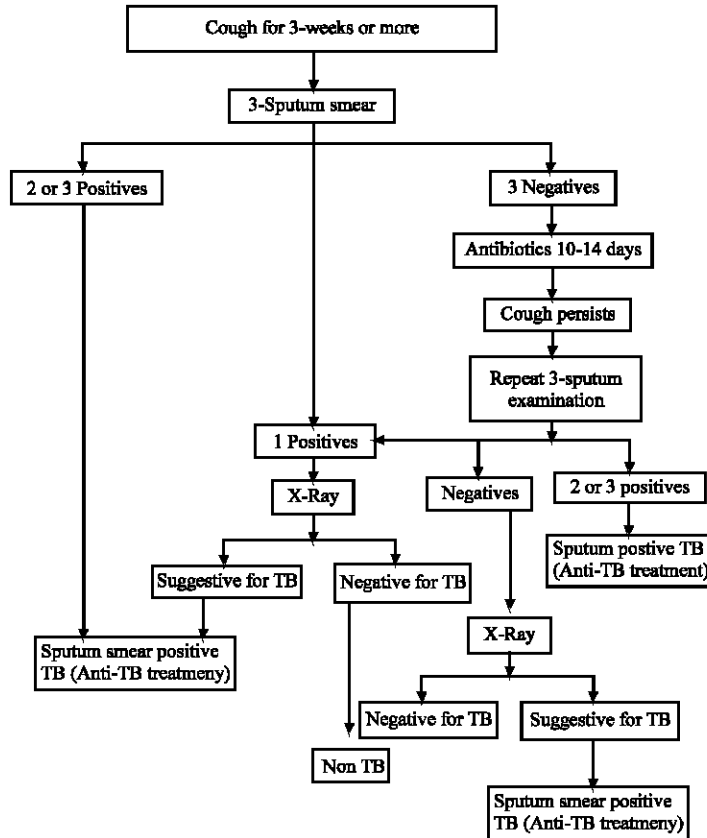 Cough for 3-weeks or more
3-Sputum smear
2 or 3 Positives
3 Negatives
Antibiotics 10-14 days
Cough persists
Repeat 3-sputum
examination
1 Positives
X-Ray
Negatives
2 or 3 positives
Sputum postive TB
(Anti-TB treatment)
Suggestive for TB
Negative for TB
Sputum smear positive
TB (Anti-TB treatmeny)
X-Ray
Negative for TB
Suggestive for TB
Non TB
Sputum smear positive
TB (Anti-TB treatmeny)